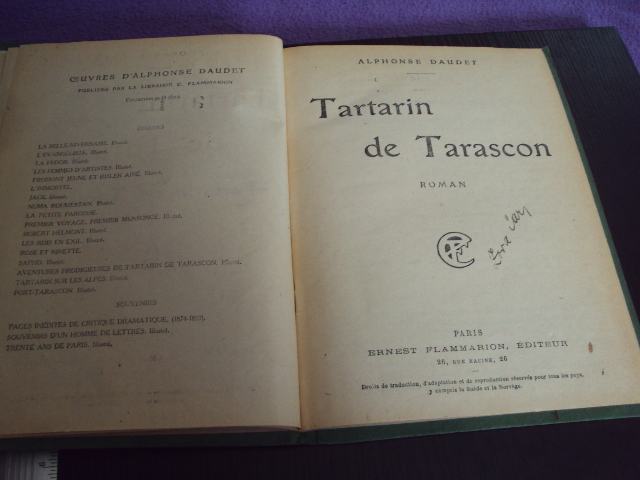 ŒUVRES D'ALPHONSE DAUDET
PUBLIÉES PAR LA LIBRAIRIE E. FLAMMARION
ROMANS
LA BELLE-NIVERNAISE. Illustré.
L'ÉVANGÉLISTE. Illustré.
LA FÉDOR. Illustré.
LES FEMMES D'ARTISTES. Illustré.
FROMONT JEUNE ET RISLER AINÉ. Illustré.
L'IMMORTEL.
JACK. Illustré.
NUMA ROUMESTAN. Illustré.
LA PETITE PAROISSE.
PREMIER VOYAGE, PREMIER MENSONGE. Illustré.
ROBERT HELMONT. Illustré.
LES ROIS EN EXIL. Illustré.
ROSE ET NINETTE.
SAPHO. Illustré.
AVENTURES PRODIGIEUSES DE TARTARIN DE TARASCON. Illustré.
TARTARIN SUR LES ALPES. Illustré.
PORT-TARASCON. Illustré.
SOUVENIRS
PAGES INÉDITES DE CRITIQUE DRAMATIQUE.
SOUVENIRS D'UN HOMME DE LETTRES. Illustré.
TRENTE ANS DE PARIS. Illustré.
ALPHONSE DAUDET
Tartarin
de Tarascon
ROMAN
PARIS
ERNEST FLAMMARION, ÉDITEUR
26, RUE RACINE, 26
Droits de traduction, d'adaptation et de reproduction réservés pour tous les pays,
y compris la Suède et la Norvège.